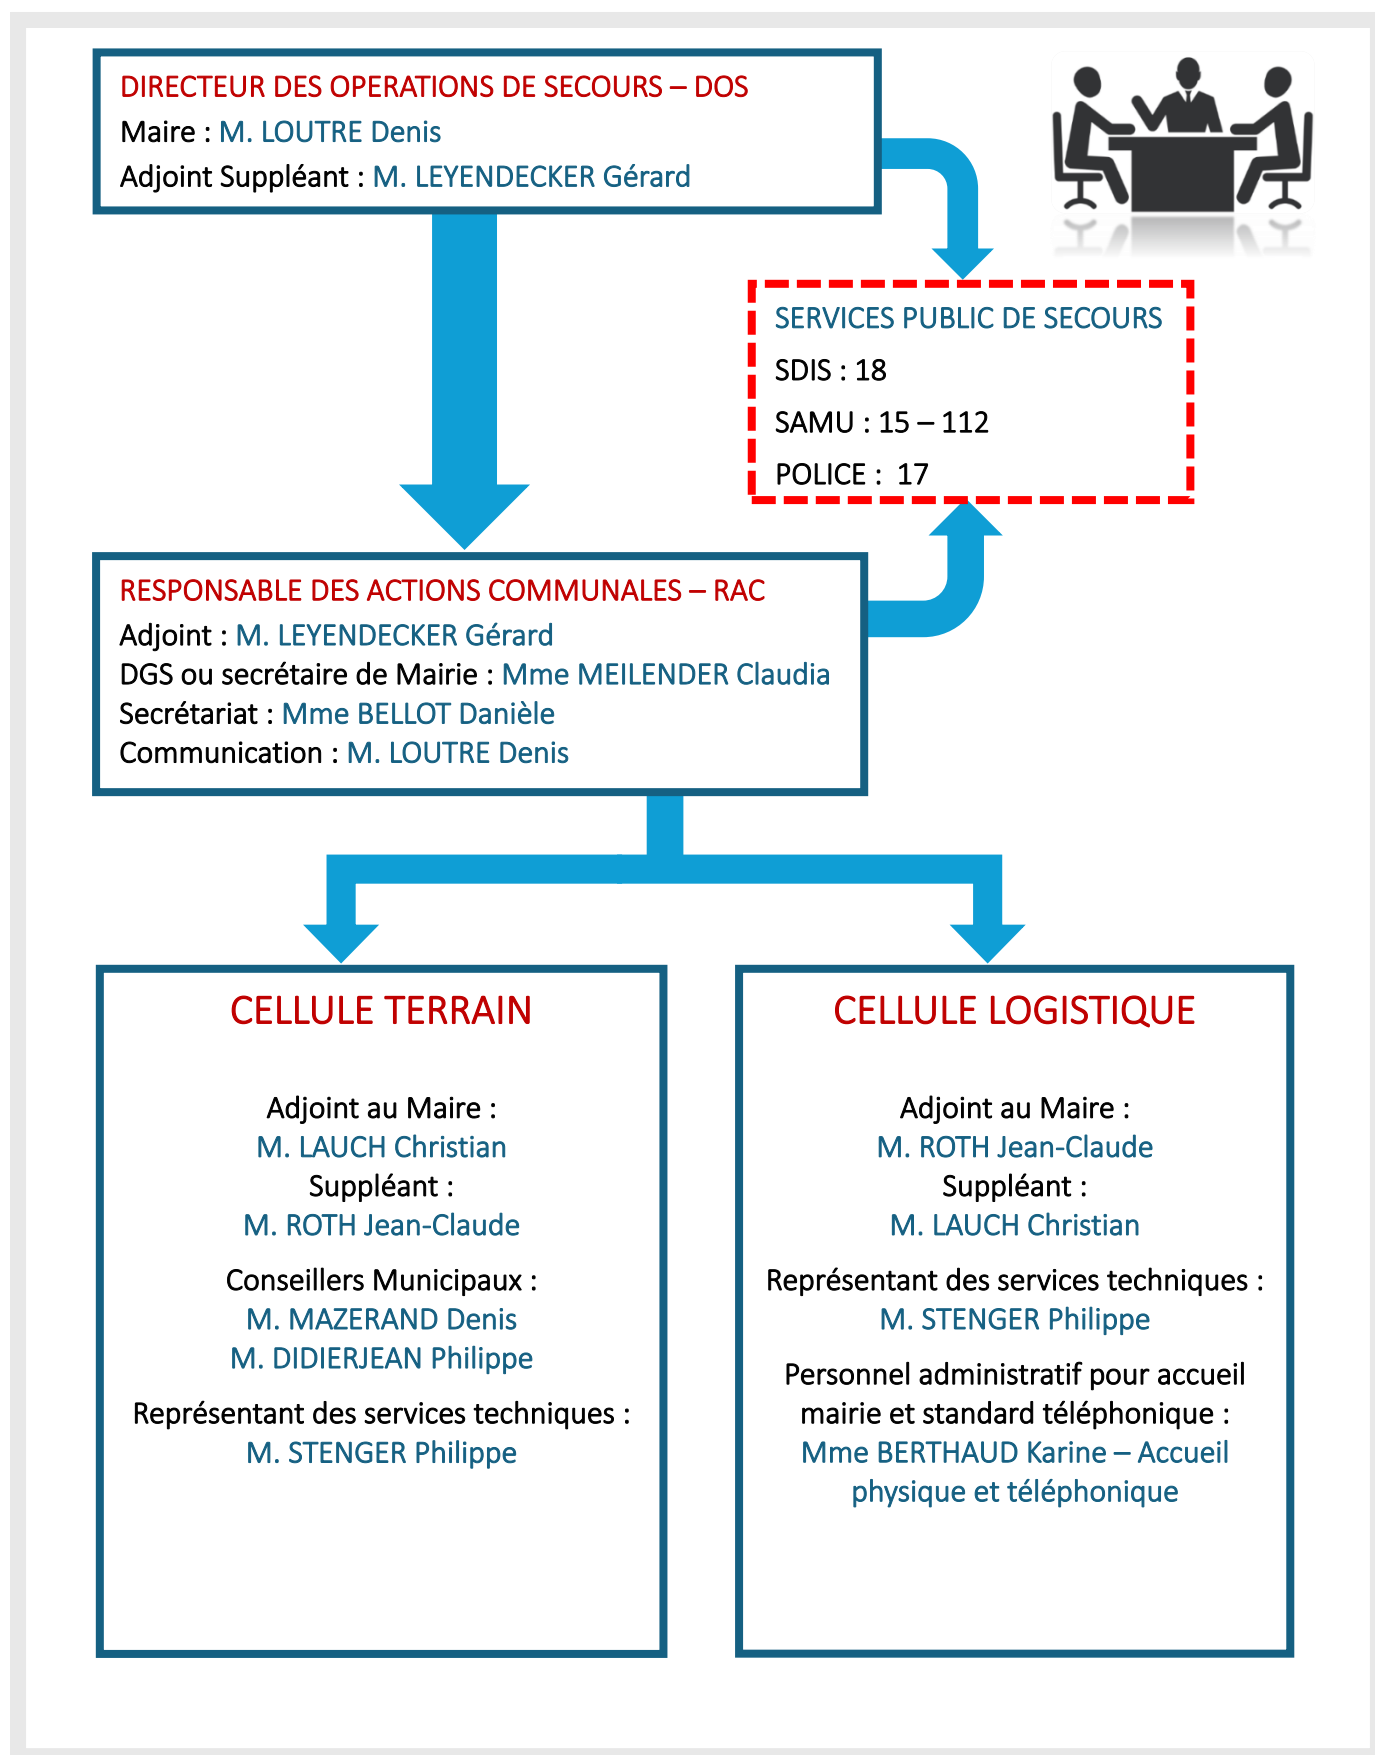 DIRECTEUR DES OPERATIONS DE SECOURS – DOS
Maire : M. LOUTRE Denis
Adjoint Suppléant : M. LEYENDECKER Gérard
SERVICES PUBLIC DE SECOURS
SDIS : 18
SAMU : 15 – 112
POLICE : 17
RESPONSABLE DES ACTIONS COMMUNALES – RAC
Adjoint : M. LEYENDECKER Gérard
DGS ou secrétaire de Mairie : Mme MEILENDER Claudia
Secrétariat : Mme BELLOT Danièle
Communication : M. LOUTRE Denis
CELLULE TERRAIN
Adjoint au Maire :
M. LAUCH Christian
Suppléant :
M. ROTH Jean-Claude
Conseillers Municipaux :
M. MAZERAND Denis
M. DIDIERJEAN Philippe
Représentant des services techniques :
M. STENGER Philippe
CELLULE LOGISTIQUE
Adjoint au Maire :
M. ROTH Jean-Claude
Suppléant :
M. LAUCH Christian
Représentant des services techniques :
M. STENGER Philippe
Personnel administratif pour accueil
mairie et standard téléphonique :
Mme BERTHAUD Karine – Accueil
physique et téléphonique